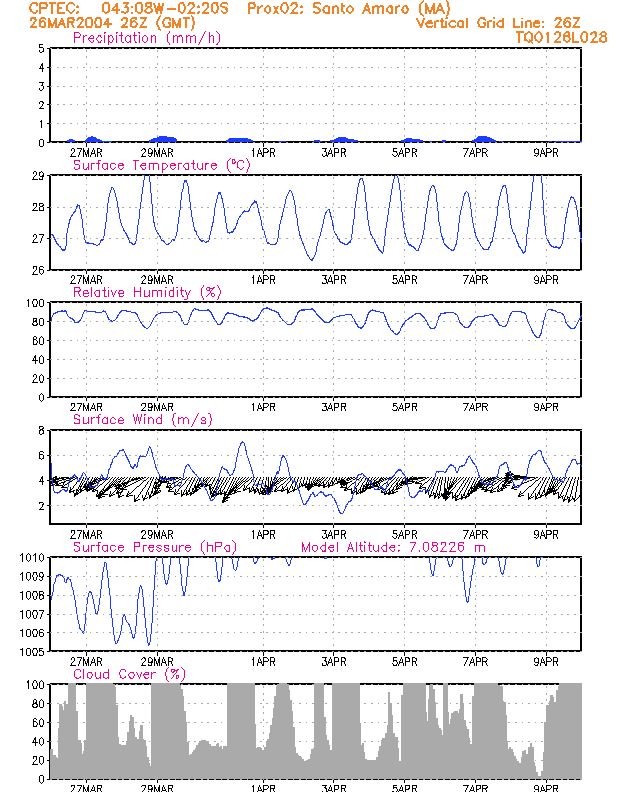 CPTEC: 043:08W-02:20S Prox02: Santo Amaro (MA)
26MAR2004 26Z (GMT) Vertical Grid Line: 26Z
Precipitation (mm/h) TQ0126L028
5
4
3
2
1
0
27MAR 29MAR 1APR 3APR 5APR 7APR 9APR
Surface Temperature (°C)
29
28
27
26
27MAR 29MAR 1APR 3APR 5APR 7APR 9APR
Relative Humidity (%)
100
80
60
40
20
0
27MAR 29MAR 1APR 3APR 5APR 7APR 9APR
Surface Wind (m/s)
8
6
4
2
27MAR 29MAR 1APR 3APR 5APR 7APR 9APR
Surface Pressure (hPa) Model Altitude: 7.08226 m
1010
1009
1008
1007
1006
1005
27MAR 29MAR 1APR 3APR 5APR 7APR 9APR
Cloud Cover (%)
100
80
60
40
20
0
27MAR 29MAR 1APR 3APR 5APR 7APR 9APR